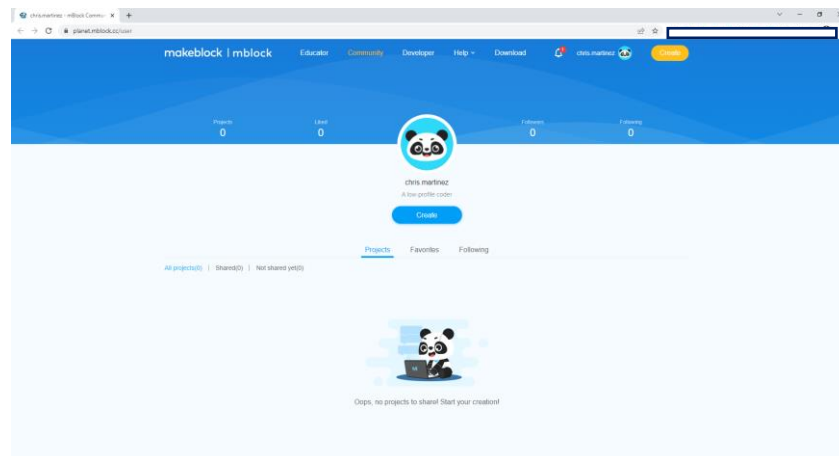 chris.martinez - mBlock Commu
planet.mblock.cc/user
makeblock | mblock Educator Community Developer Help Download chris.martinez Create
Projects Liked Followers Following
0 0 0 0
chris.martinez
A low-profile coder
Create
Projects Favorites Following
All projects(0) | Shared(0) | Not shared yet(0)
Oops, no projects to share! Start your creation!